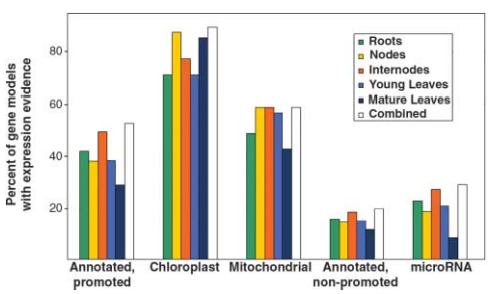 Percent of gene models
with expression evidence
80
60
40
20
Roots
Nodes
Internodes
Young Leaves
Mature Leaves
Combined
Annotated,
promoted
Chloroplast
Mitochondrial
Annotated,
non-promoted
microRNA